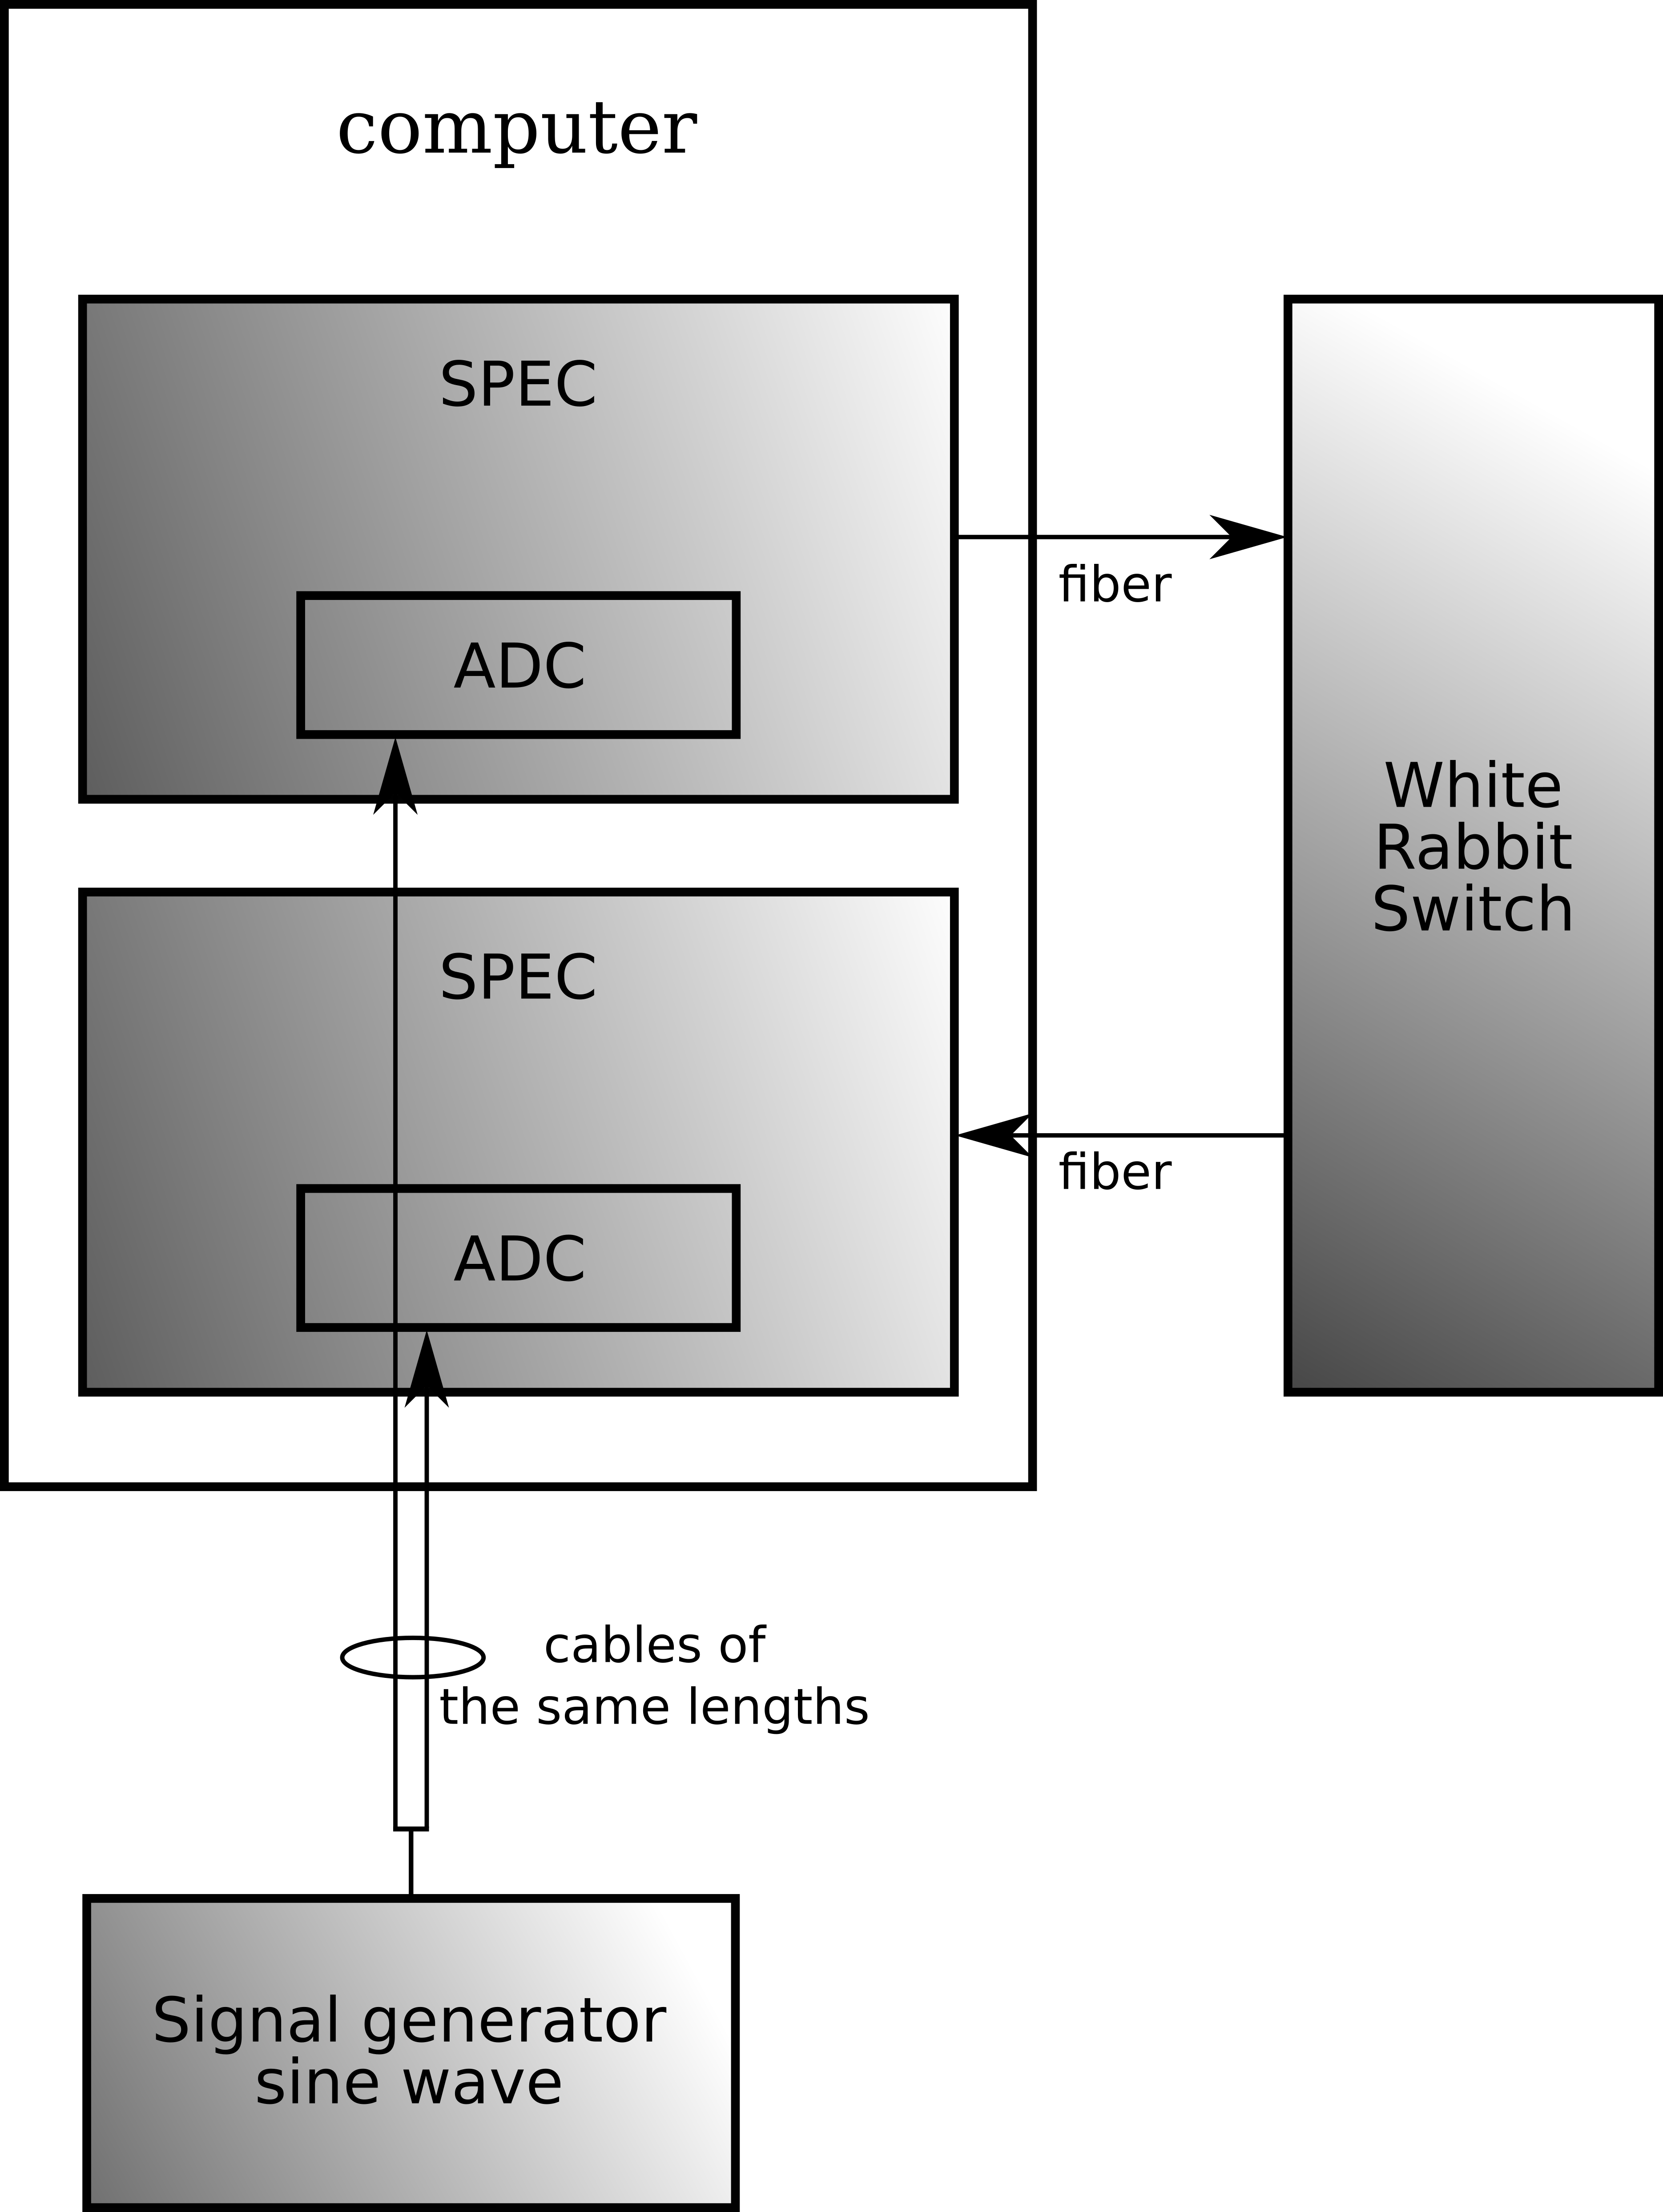 computer
SPEC
fiber
ADC
White
Rabbit
Switch
SPEC
fiber
ADC
cables of
the same lengths
Signal generator
sine wave